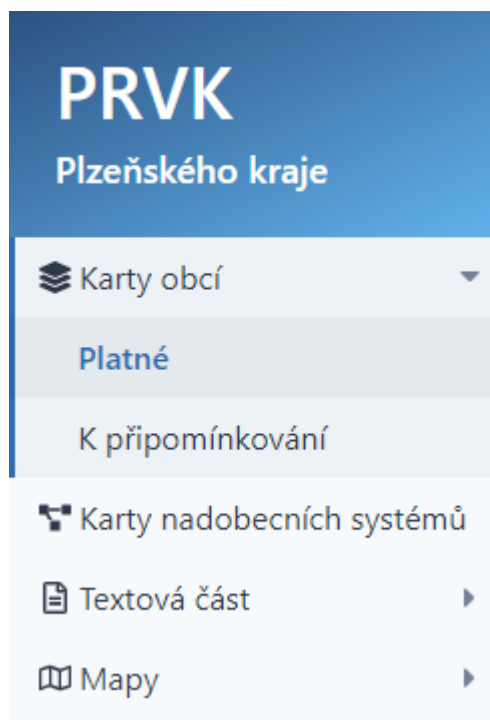 PRVK
Plzeňského kraje
Karty obcí
Platné
K připomínkování
Karty nadobecních systémů
Textová část
Mapy